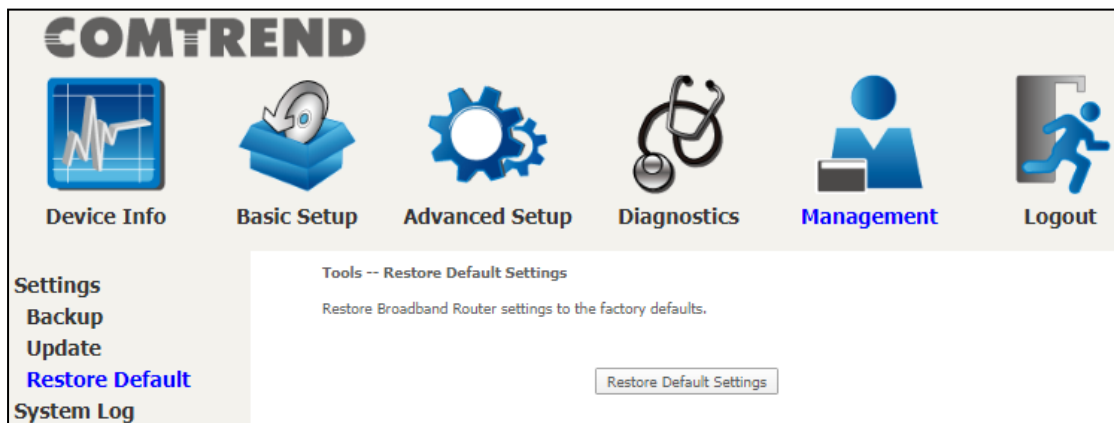 COMTREND
Device Info
Basic Setup
Advanced Setup
Diagnostics
Management
Logout
Settings
Backup
Update
Restore Default
System Log
Tools -- Restore Default Settings
Restore Broadband Router settings to the factory defaults.
Restore Default Settings